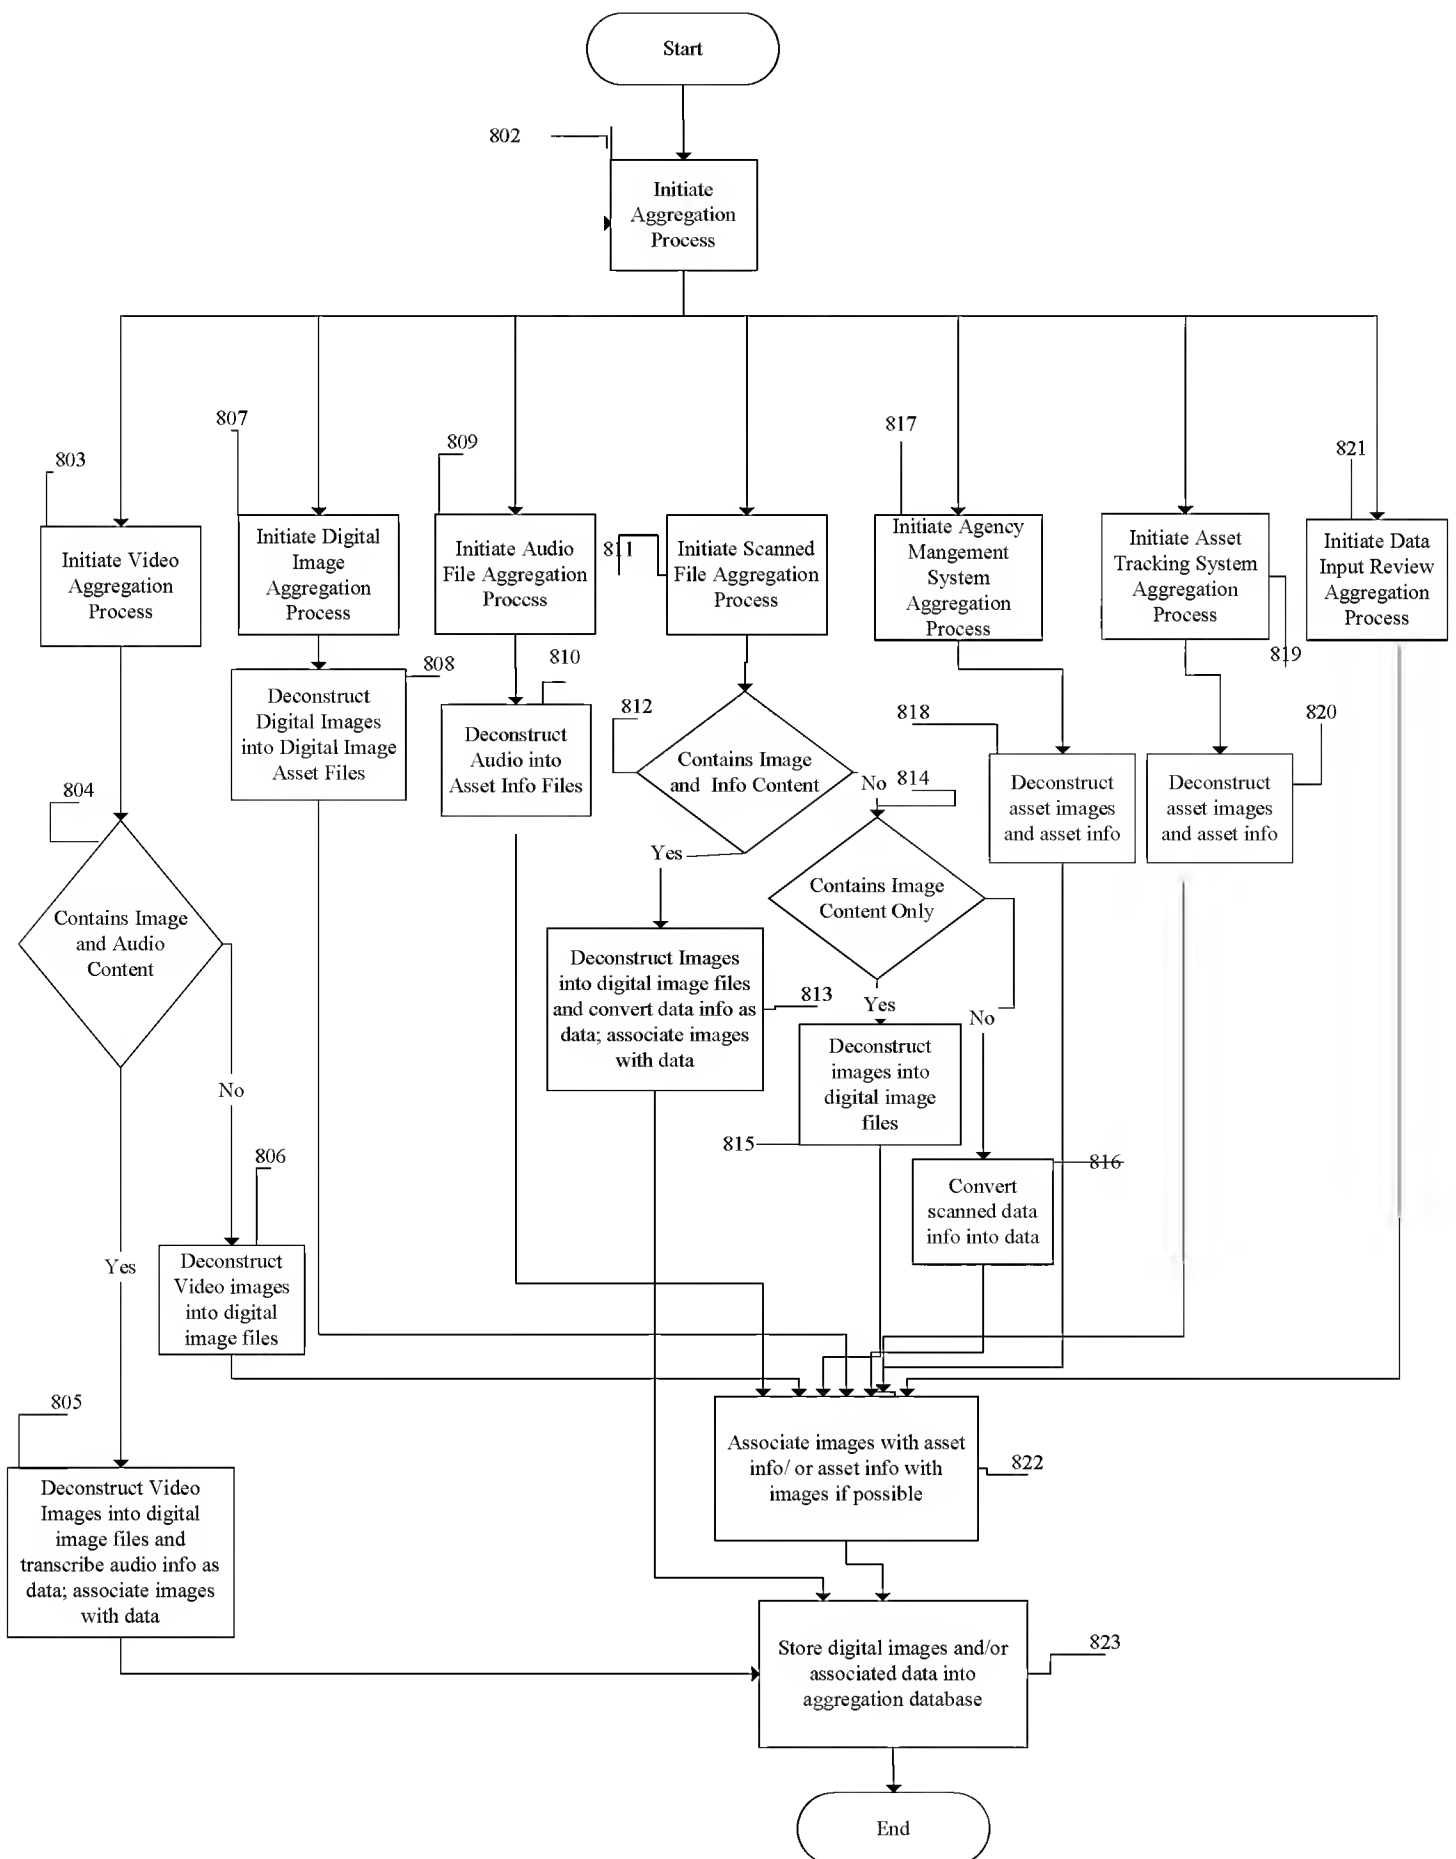 Start
802
Initiate
Aggregation
Process
807
809
817
821
803
Initiate Video
Aggregation
Process
Initiate Digital
Image
Aggregation
Process
Initiate Audio
File Aggregation
Process
811
Initiate Scanned
File Aggregation
Process
Initiate Agency
Mangement
System
Aggregation
Process
Initiate Asset
Tracking System
Aggregation
Process
819
Initiate Data
Input Review
Aggregation
Process
808
Deconstruct
Digital Images
into Digital Image
Asset Files
810
Deconstruct
Audio into
Asset Info Files
812
Contains Image
and Info Content
No
814
818
Deconstruct
asset images
and asset info
820
Deconstruct
asset images
and asset info
804
Contains Image
and Audio
Content
Yes
Contains Image
Content Only
Deconstruct Images
into digital image files
and convert data info as
data; associate images
with data
813
Yes
No
Deconstruct
images into
digital image
files
815
816
Convert
scanned data
info into data
No
806
Yes
Deconstruct
Video images
into digital
image files
805
Deconstruct Video
Images into digital
image files and
transcribe audio info as
data; associate images
with data
Associate images with asset
info/ or asset info with
images if possible
822
Store digital images and/or
associated data into
aggregation database
823
End